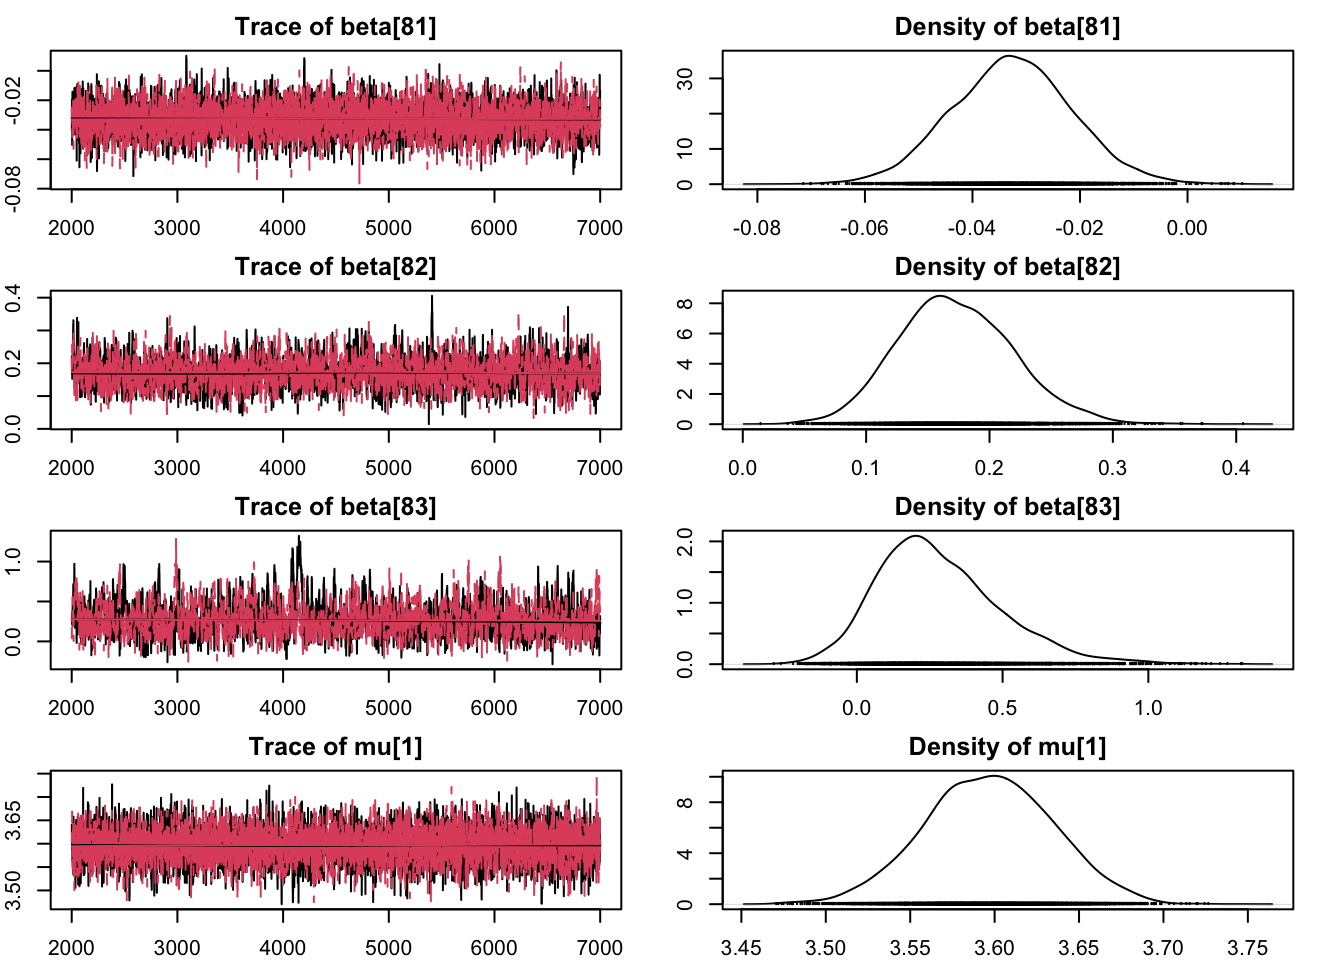 Trace of beta[81]
-0.02
-0.08
2000 3000 4000 5000 6000 7000
Density of beta[81]
30
10
0
-0.08 -0.06 -0.04 -0.02 0.00
Trace of beta[82]
0.4
0.2
0.0
2000 3000 4000 5000 6000 7000
Density of beta[82]
8
6
4
2
0
0.0 0.1 0.2 0.3 0.4
Trace of beta[83]
1.0
0.0
2000 3000 4000 5000 6000 7000
Density of beta[83]
2.0
1.0
0.0
0.0 0.5 1.0
Trace of mu[1]
3.65
3.50
2000 3000 4000 5000 6000 7000
Density of mu[1]
8
4
0
3.45 3.50 3.55 3.60 3.65 3.70 3.75